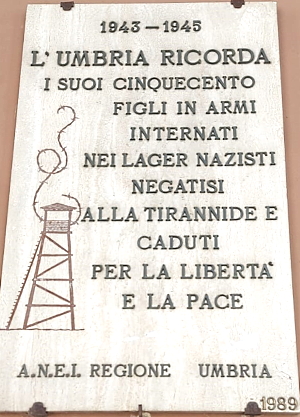 1943 - 1945
L'UMBRIA RICORDA
I SUOI CINQUECENTO
FIGLI IN ARMI
INTERNATI
NEI LAGER NAZISTI
NEGATISI
ALLA TIRANNIDE E
CADUTI
PER LA LIBERTA'
E LA PACE
A.N.E.I. REGIONE UMBRIA
1989